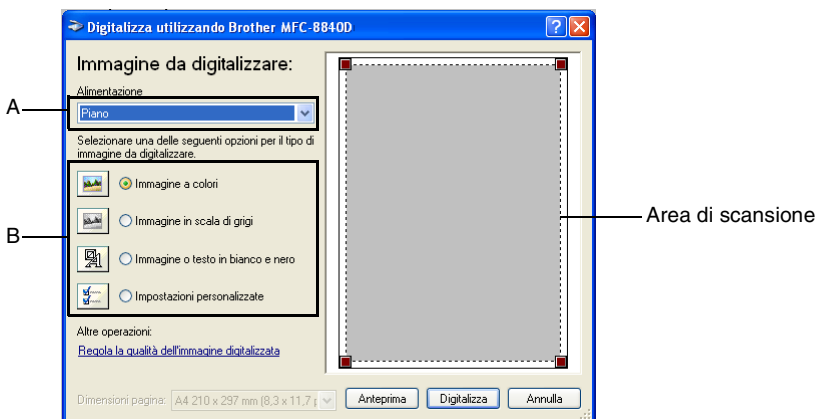 Digitalizza utilizzando Brother MFC-8840D
Immagine da digitalizzare:
Alimentazione
A
Piano
Selezionare una delle seguenti opzioni per il tipo di
immagine da digitalizzare.
Immagine a colori
Immagine in scala di grigi
Area di scansione
B
Immagine o testo in bianco e nero
Impostazioni personalizzate
Altre operazioni:
Regola la qualità dell'immagine digitalizzata
Dimensioni pagina: A4 210 x 297 mm (8,3 x 11,7 Anteprima Digitalizza Annulla